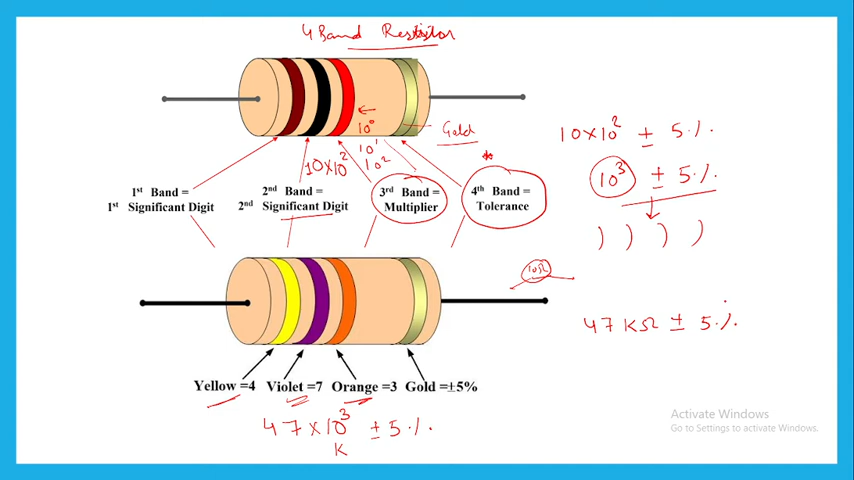 4 Band Resistor
10⁰
10¹
10²
Gold
10×10²
10×10² ± 5%
10³ ± 5%
1st Band =
1st Significant Digit
2nd Band =
2nd Significant Digit
3rd Band =
Multiplier
4th Band =
Tolerance
10Ω
47 KΩ ± 5%
Yellow =4 Violet =7 Orange =3 Gold =±5%
47×10³ ± 5%
K
Activate Windows
Go to Settings to activate Windows.